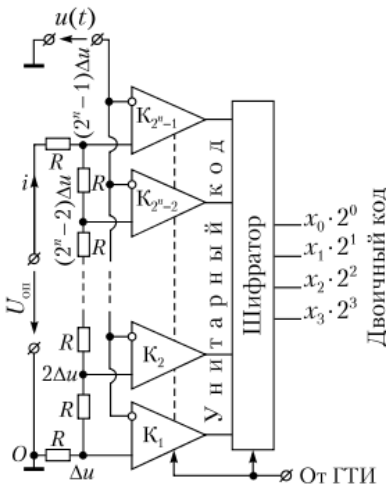 u(t)
(2ⁿ−1)Δu
K₂ⁿ₋₁
R
i
R
(2ⁿ−2)Δu
K₂ⁿ₋₂
R
Uоп
R
K₂
2Δu
R
K₁
O
R
Δu
Унитарный код
Шифратор
x₀ · 2⁰
x₁ · 2¹
x₂ · 2²
x₃ · 2³
Двоичный код
От ГТИ